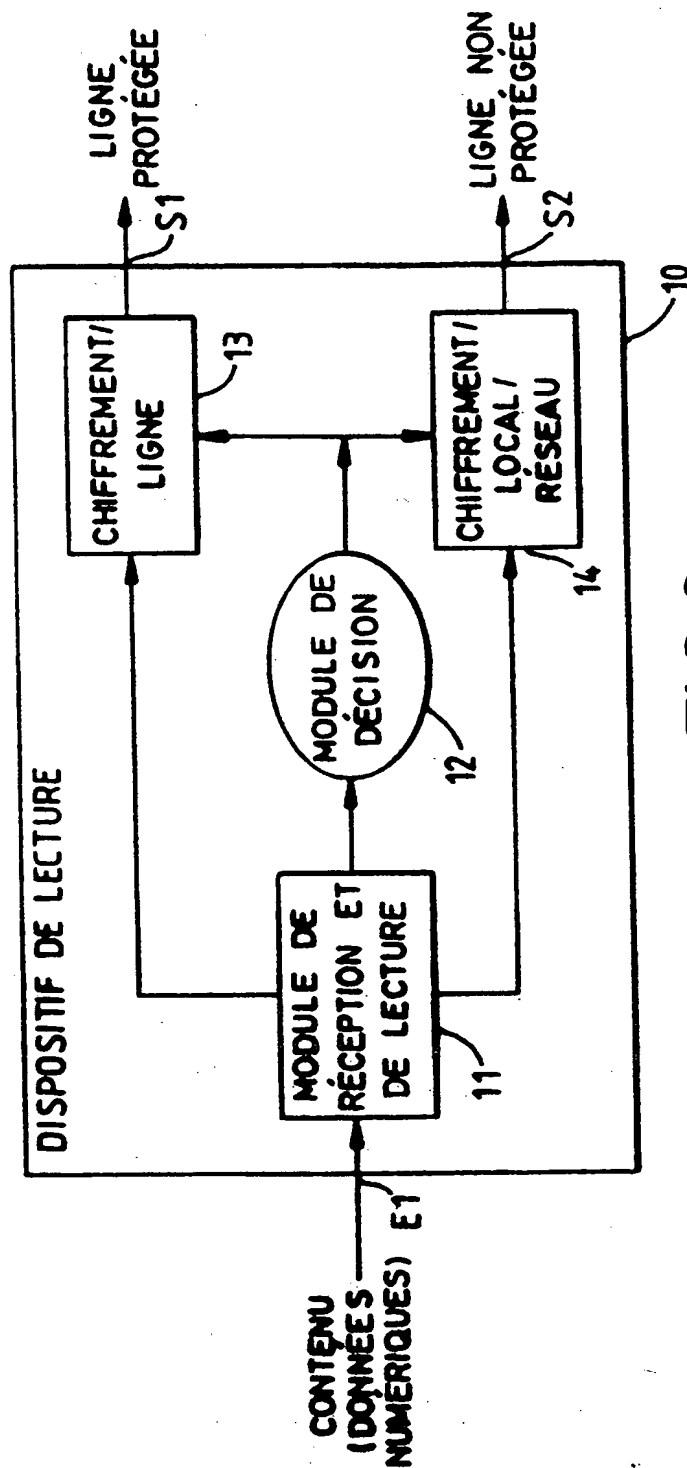 DISPOSITIF DE LECTURE
CONTENU
(DONNÉES
NUMÉRIQUES)
E1
MODULE DE
RÉCEPTION ET
DE LECTURE
11
MODULE DE
DÉCISION
12
CHIFFREMENT/
LIGNE
13
CHIFFREMENT/
LOCAL/
RÉSEAU
14
S1
LIGNE
PROTÉGÉE
S2
LIGNE NON
PROTÉGÉE
10